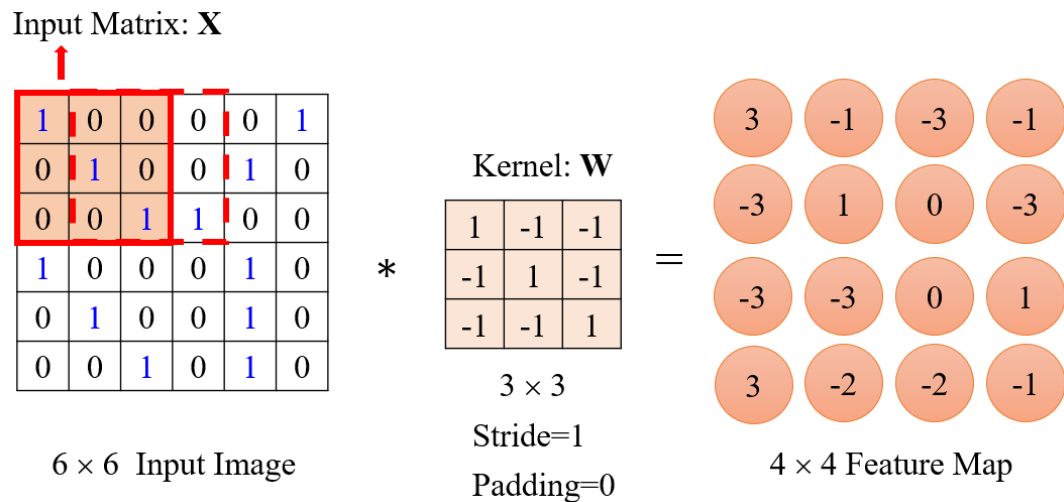 Input Matrix: X
1 0 0 0 0 1
0 1 0 0 1 0
0 0 1 1 0 0
1 0 0 0 1 0
0 1 0 0 1 0
0 0 1 0 1 0
6 × 6 Input Image
*
Kernel: W
1 -1 -1
-1 1 -1
-1 -1 1
3 × 3
Stride=1
Padding=0
=
3 -1 -3 -1
-3 1 0 -3
-3 -3 0 1
3 -2 -2 -1
4 × 4 Feature Map